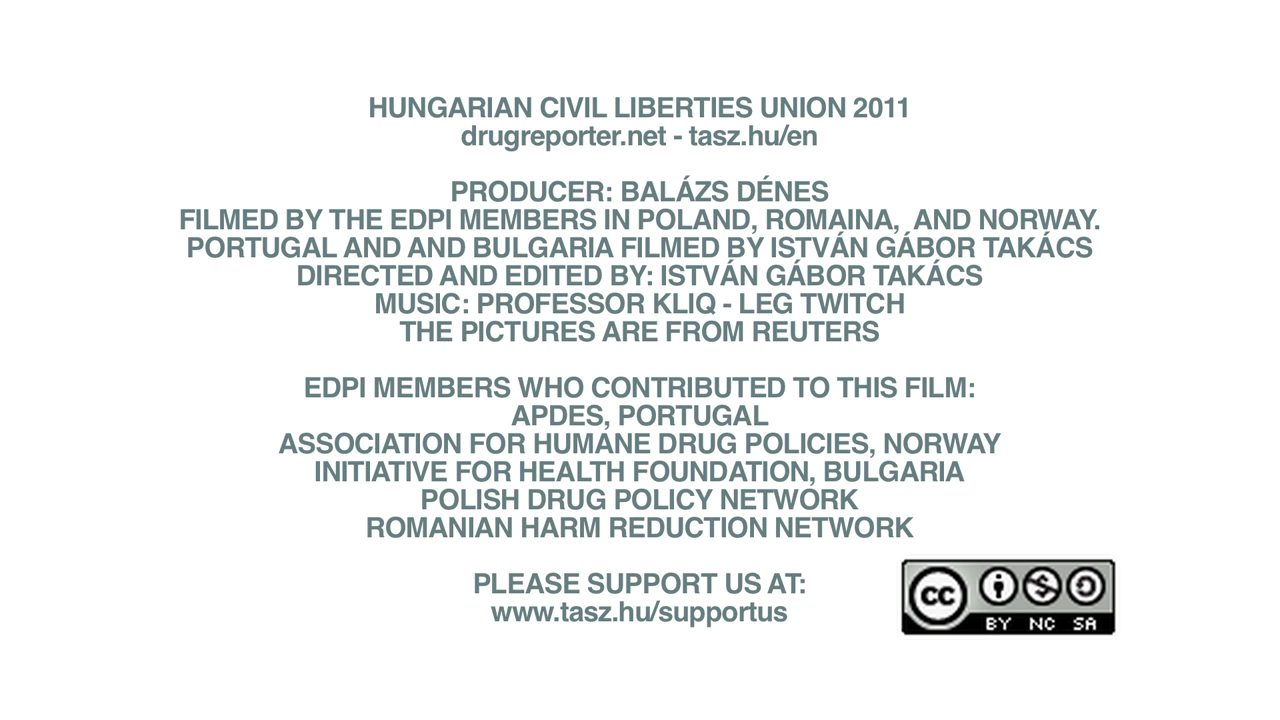 HUNGARIAN CIVIL LIBERTIES UNION 2011
drugreporter.net - tasz.hu/en
PRODUCER: BALÁZS DÉNES
FILMED BY THE EDPI MEMBERS IN POLAND, ROMAINA, AND NORWAY.
PORTUGAL AND AND BULGARIA FILMED BY ISTVÁN GÁBOR TAKÁCS
DIRECTED AND EDITED BY: ISTVÁN GÁBOR TAKÁCS
MUSIC: PROFESSOR KLIQ - LEG TWITCH
THE PICTURES ARE FROM REUTERS
EDPI MEMBERS WHO CONTRIBUTED TO THIS FILM:
APDES, PORTUGAL
ASSOCIATION FOR HUMANE DRUG POLICIES, NORWAY
INITIATIVE FOR HEALTH FOUNDATION, BULGARIA
POLISH DRUG POLICY NETWORK
ROMANIAN HARM REDUCTION NETWORK
PLEASE SUPPORT US AT:
www.tasz.hu/supportus
cc
BY NC SA